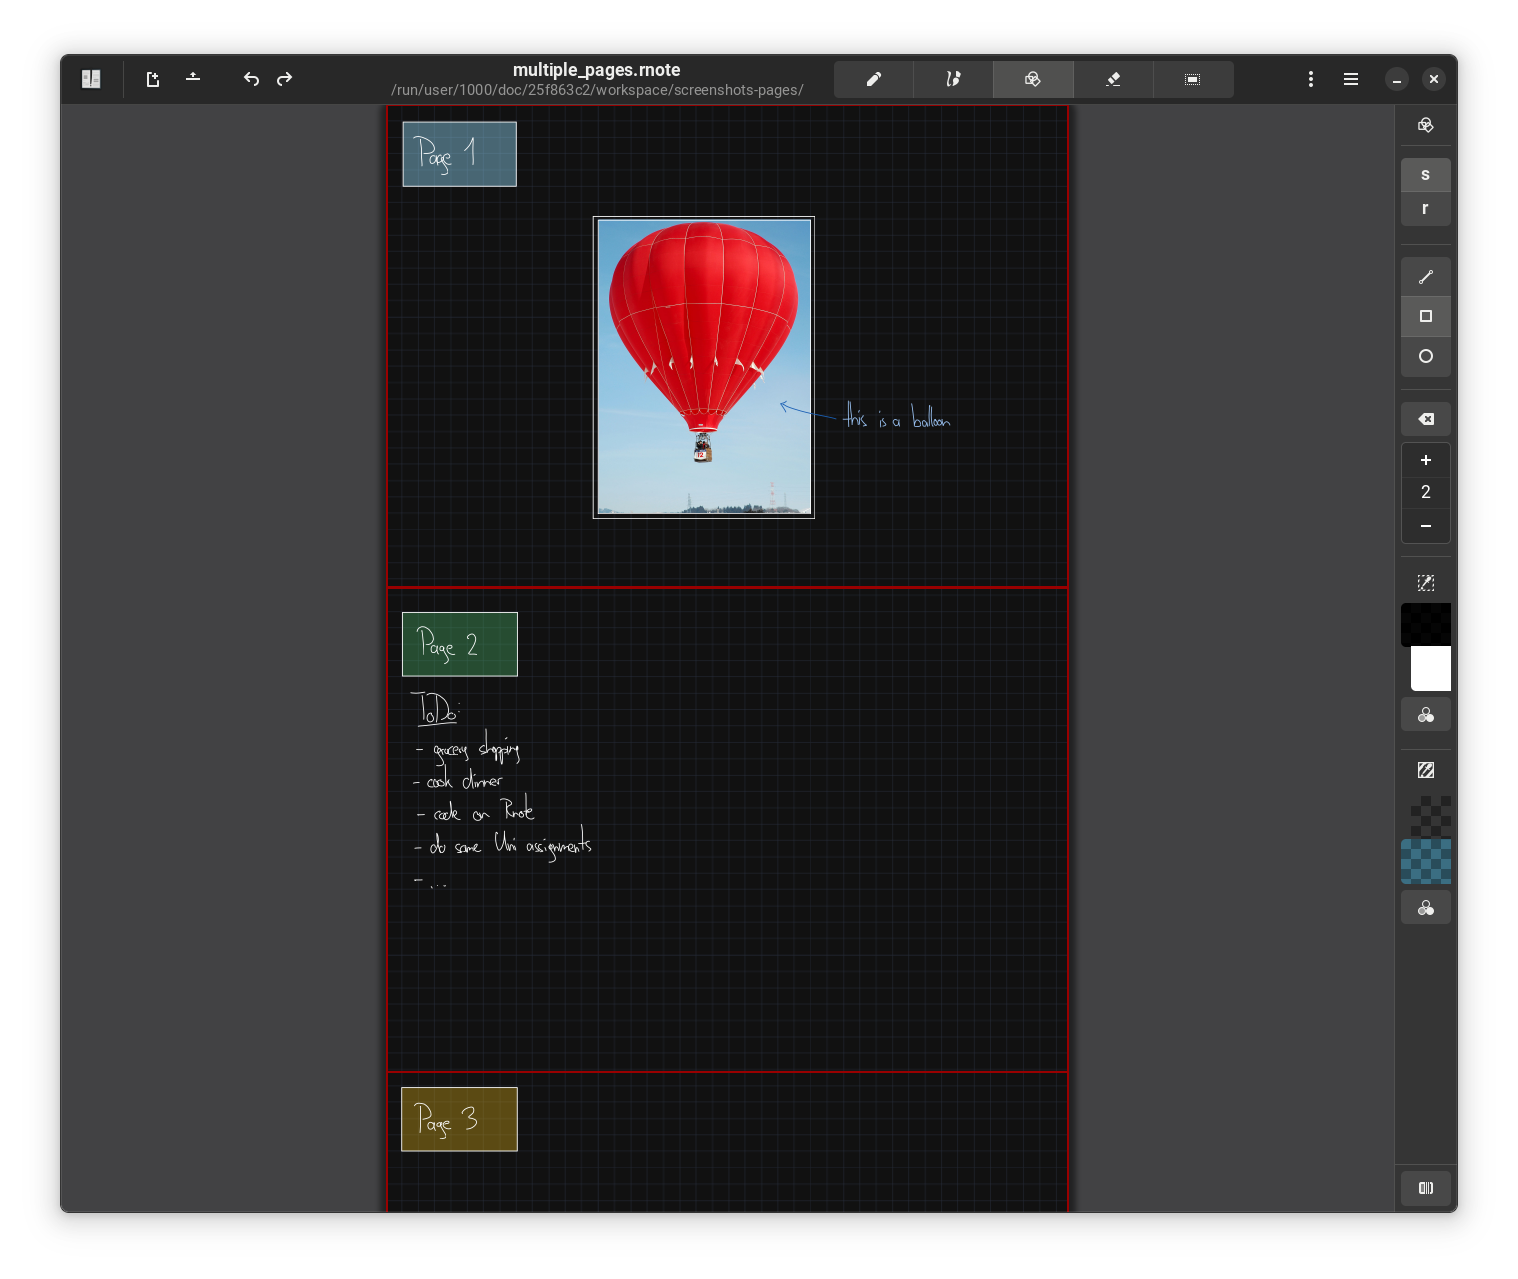 multiple_pages.rnote
/run/user/1000/doc/25f863c2/workspace/screenshots-pages/
s
r
2
Page 1
12
this is a balloon
Page 2
ToDo:
- grocery shopping
- cook dinner
- code on Rnote
- do some Uni assignments
- ...
Page 3